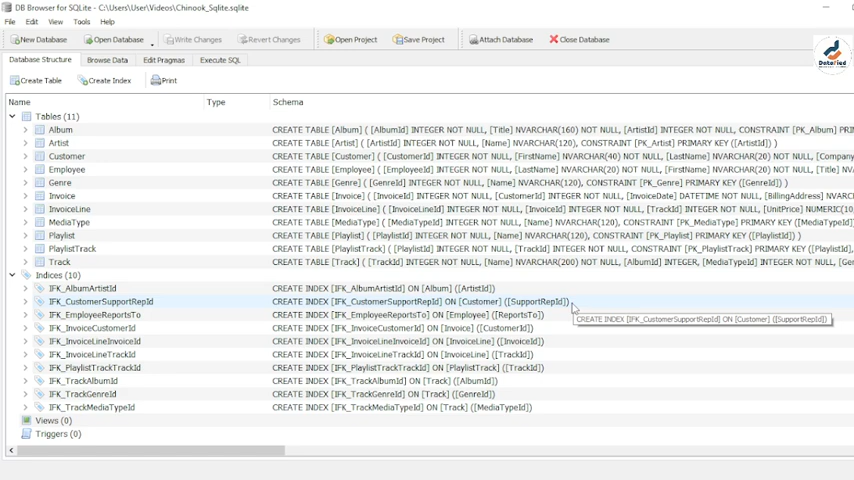 DB Browser for SQLite - C:\Users\User\Videos\Chinook_Sqlite.sqlite
File Edit View Tools Help
New Database Open Database Write Changes Revert Changes Open Project Save Project Attach Database Close Database
Database Structure Browse Data Edit Pragmas Execute SQL
DataFied
Create Table Create Index Print
Name Type Schema
Tables (11)
Album CREATE TABLE [Album] ( [AlbumId] INTEGER NOT NULL, [Title] NVARCHAR(160) NOT NULL, [ArtistId] INTEGER NOT NULL, CONSTRAINT [PK_Album] PRIM
Artist CREATE TABLE [Artist] ( [ArtistId] INTEGER NOT NULL, [Name] NVARCHAR(120), CONSTRAINT [PK_Artist] PRIMARY KEY ([ArtistId]) )
Customer CREATE TABLE [Customer] ( [CustomerId] INTEGER NOT NULL, [FirstName] NVARCHAR(40) NOT NULL, [LastName] NVARCHAR(20) NOT NULL, [Company
Employee CREATE TABLE [Employee] ( [EmployeeId] INTEGER NOT NULL, [LastName] NVARCHAR(20) NOT NULL, [FirstName] NVARCHAR(20) NOT NULL, [Title]
Genre CREATE TABLE [Genre] ( [GenreId] INTEGER NOT NULL, [Name] NVARCHAR(120), CONSTRAINT [PK_Genre] PRIMARY KEY ([GenreId]) )
Invoice CREATE TABLE [Invoice] ( [InvoiceId] INTEGER NOT NULL, [CustomerId] INTEGER NOT NULL, [InvoiceDate] DATETIME NOT NULL, [BillingAddress] NVARC
InvoiceLine CREATE TABLE [InvoiceLine] ( [InvoiceLineId] INTEGER NOT NULL, [InvoiceId] INTEGER NOT NULL, [TrackId] INTEGER NOT NULL, [UnitPrice] NUMERIC(10,
MediaType CREATE TABLE [MediaType] ( [MediaTypeId] INTEGER NOT NULL, [Name] NVARCHAR(120), CONSTRAINT [PK_MediaType] PRIMARY KEY ([MediaTypeId]
Playlist CREATE TABLE [Playlist] ( [PlaylistId] INTEGER NOT NULL, [Name] NVARCHAR(120), CONSTRAINT [PK_Playlist] PRIMARY KEY ([PlaylistId]) )
PlaylistTrack CREATE TABLE [PlaylistTrack] ( [PlaylistId] INTEGER NOT NULL, [TrackId] INTEGER NOT NULL, CONSTRAINT [PK_PlaylistTrack] PRIMARY KEY ([PlaylistId],
Track CREATE TABLE [Track] ( [TrackId] INTEGER NOT NULL, [Name] NVARCHAR(200) NOT NULL, [AlbumId] INTEGER, [MediaTypeId] INTEGER NOT NULL, [Gen
Indices (10)
IFK_AlbumArtistId CREATE INDEX [IFK_AlbumArtistId] ON [Album] ([ArtistId])
IFK_CustomerSupportRepId CREATE INDEX [IFK_CustomerSupportRepId] ON [Customer] ([SupportRepId])
IFK_EmployeeReportsTo CREATE INDEX [IFK_EmployeeReportsTo] ON [Employee] ([ReportsTo])
CREATE INDEX [IFK_CustomerSupportRepId] ON [Customer] ([SupportRepId])
IFK_InvoiceCustomerId CREATE INDEX [IFK_InvoiceCustomerId] ON [Invoice] ([CustomerId])
IFK_InvoiceLineInvoiceId CREATE INDEX [IFK_InvoiceLineInvoiceId] ON [InvoiceLine] ([InvoiceId])
IFK_InvoiceLineTrackId CREATE INDEX [IFK_InvoiceLineTrackId] ON [InvoiceLine] ([TrackId])
IFK_PlaylistTrackTrackId CREATE INDEX [IFK_PlaylistTrackTrackId] ON [PlaylistTrack] ([TrackId])
IFK_TrackAlbumId CREATE INDEX [IFK_TrackAlbumId] ON [Track] ([AlbumId])
IFK_TrackGenreId CREATE INDEX [IFK_TrackGenreId] ON [Track] ([GenreId])
IFK_TrackMediaTypeId CREATE INDEX [IFK_TrackMediaTypeId] ON [Track] ([MediaTypeId])
Views (0)
Triggers (0)